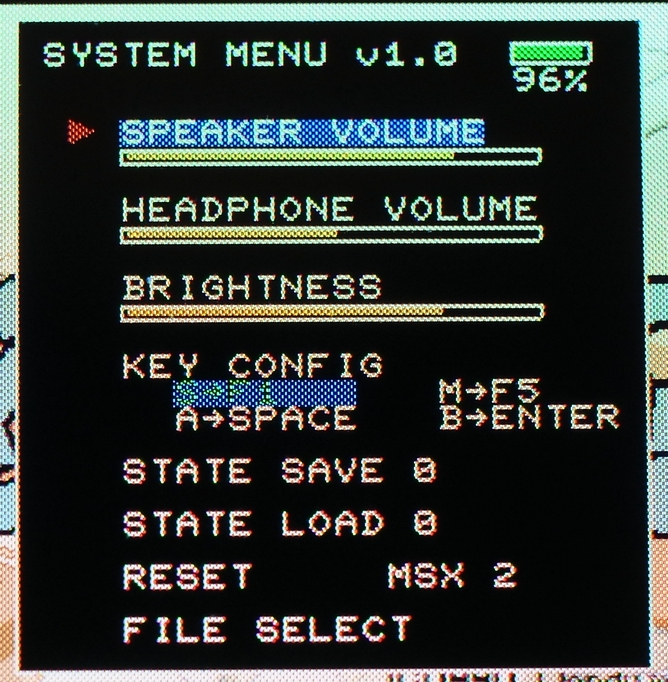 SYSTEM MENU v1.0
96%
SPEAKER VOLUME
HEADPHONE VOLUME
BRIGHTNESS
KEY CONFIG
S→F1 M→F5
A→SPACE B→ENTER
STATE SAVE 0
STATE LOAD 0
RESET MSX 2
FILE SELECT